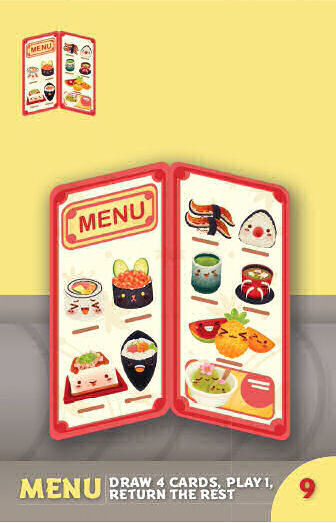 MENU
MENU
MENU
DRAW 4 CARDS, PLAY 1,
RETURN THE REST
9